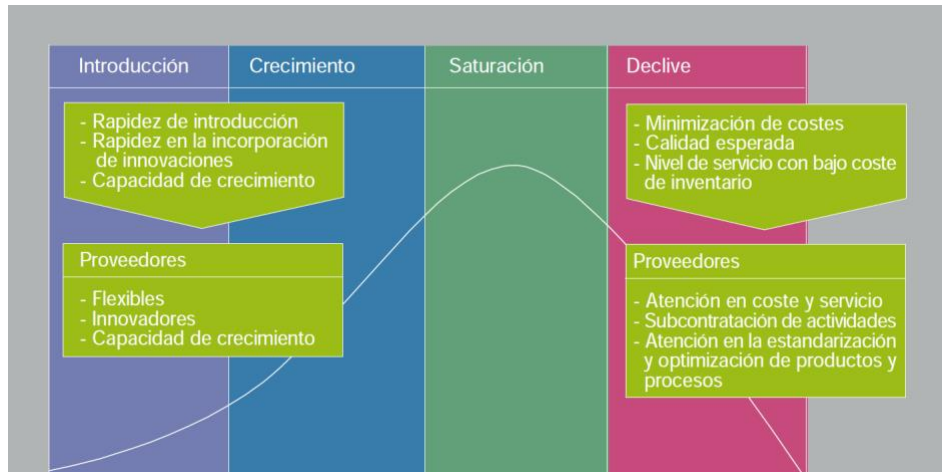 Introducción
Crecimiento
Saturación
Declive
- Rapidez de introducción
- Rapidez en la incorporación
de innovaciones
- Capacidad de crecimiento
- Minimización de costes
- Calidad esperada
- Nivel de servicio con bajo coste
de inventario
Proveedores
- Flexibles
- Innovadores
- Capacidad de crecimiento
Proveedores
- Atención en coste y servicio
- Subcontratación de actividades
- Atención en la estandarización
y optimización de productos y
procesos